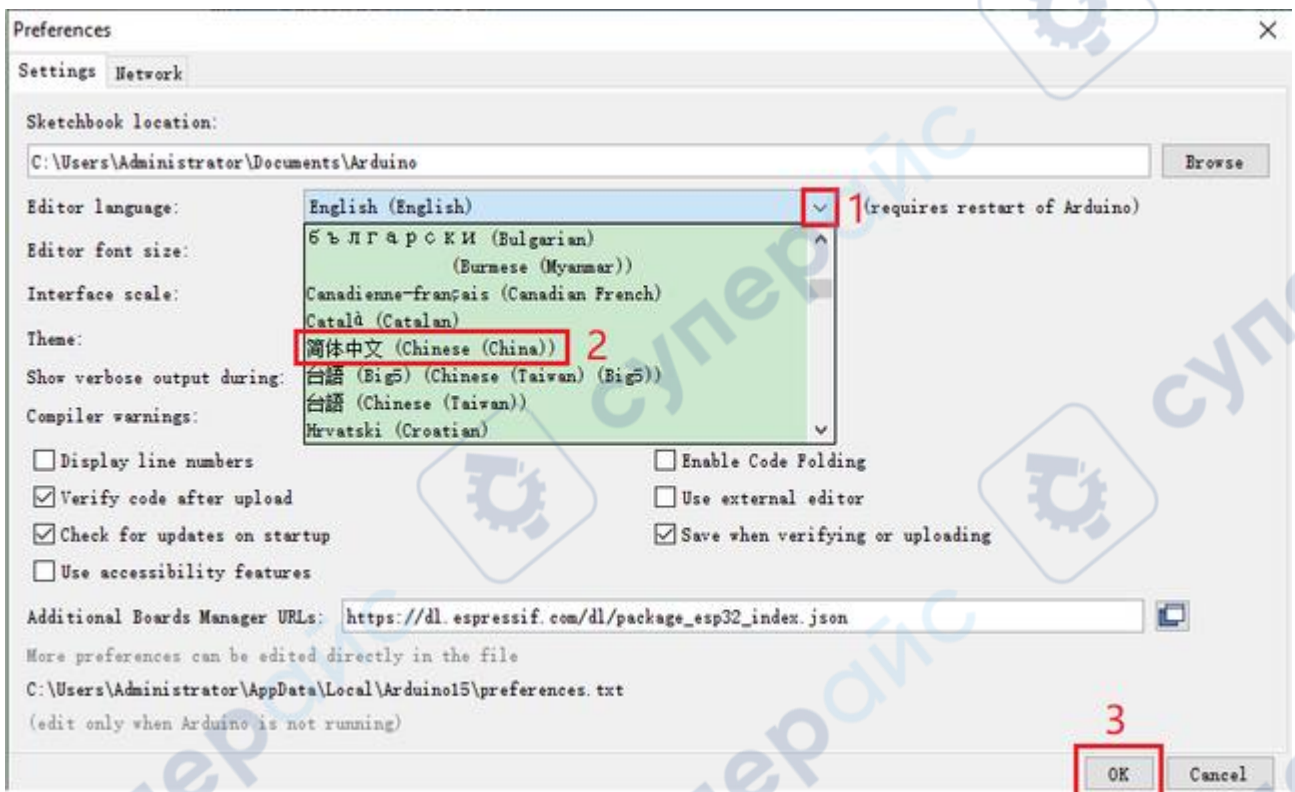 Preferences
Settings Network
Sketchbook location:
C:\Users\Administrator\Documents\Arduino Browse
Editor language: English (English) 1 (requires restart of Arduino)
български (Bulgarian)
Editor font size:
(Burmese (Myanmar))
Interface scale: Canadienne-français (Canadian French)
Català (Catalan)
Theme:
简体中文 (Chinese (China)) 2
Show verbose output during: 台語 (Big5) (Chinese (Taiwan) (Big5))
台語 (Chinese (Taiwan))
Compiler warnings:
Hrvatski (Croatian)
Display line numbers Enable Code Folding
Verify code after upload Use external editor
Check for updates on startup Save when verifying or uploading
Use accessibility features
Additional Boards Manager URLs: https://dl.espressif.com/dl/package_esp32_index.json
More preferences can be edited directly in the file
C:\Users\Administrator\AppData\Local\Arduino15\preferences.txt
(edit only when Arduino is not running)
3
OK Cancel
суперайс